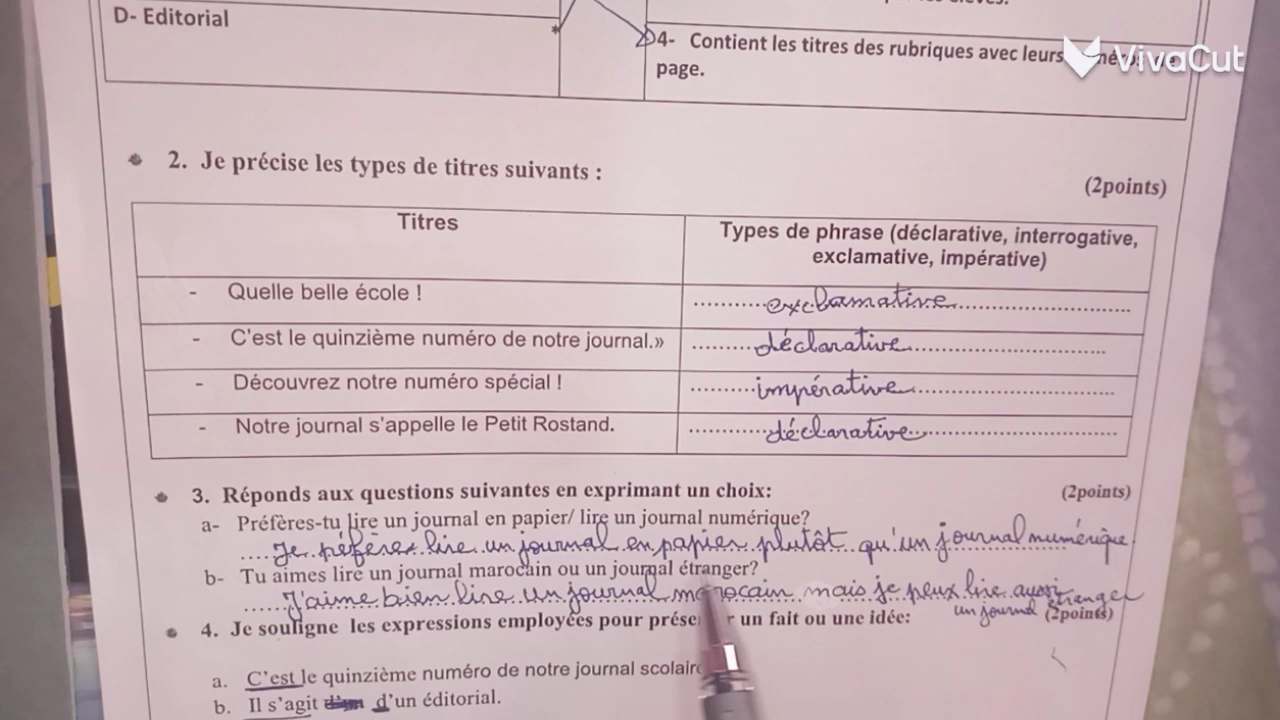 D- Editorial
4- Contient les titres des rubriques avec leurs
page.
VivaCut
2. Je précise les types de titres suivants :
(2points)
Titres
Types de phrase (déclarative, interrogative,
exclamative, impérative)
- Quelle belle école !
exclamative
- C'est le quinzième numéro de notre journal.»
déclarative
- Découvrez notre numéro spécial !
impérative
- Notre journal s'appelle le Petit Rostand.
déclarative
3. Réponds aux questions suivantes en exprimant un choix:
(2points)
a- Préfères-tu lire un journal en papier/ lire un journal numérique?
Je préfère lire un journal en papier plutôt qu'un journal numérique
b- Tu aimes lire un journal marocain ou un journal étranger?
J'aime bien lire un journal marocain mais je peux lire aussi
un journal étranger
(2points)
4. Je souligne les expressions employées pour un fait ou une idée:
a. C'est le quinzième numéro de notre journal
b. Il s'agit d'un éditorial.